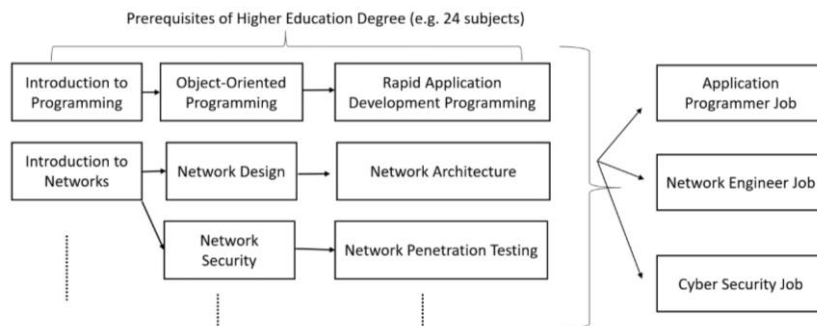 Prerequisites of Higher Education Degree (e.g. 24 subjects)
Introduction to
Programming
Object-Oriented
Programming
Rapid Application
Development Programming
Application
Programmer Job
Introduction to
Networks
Network Design
Network Architecture
Network Engineer Job
Network
Security
Network Penetration Testing
Cyber Security Job